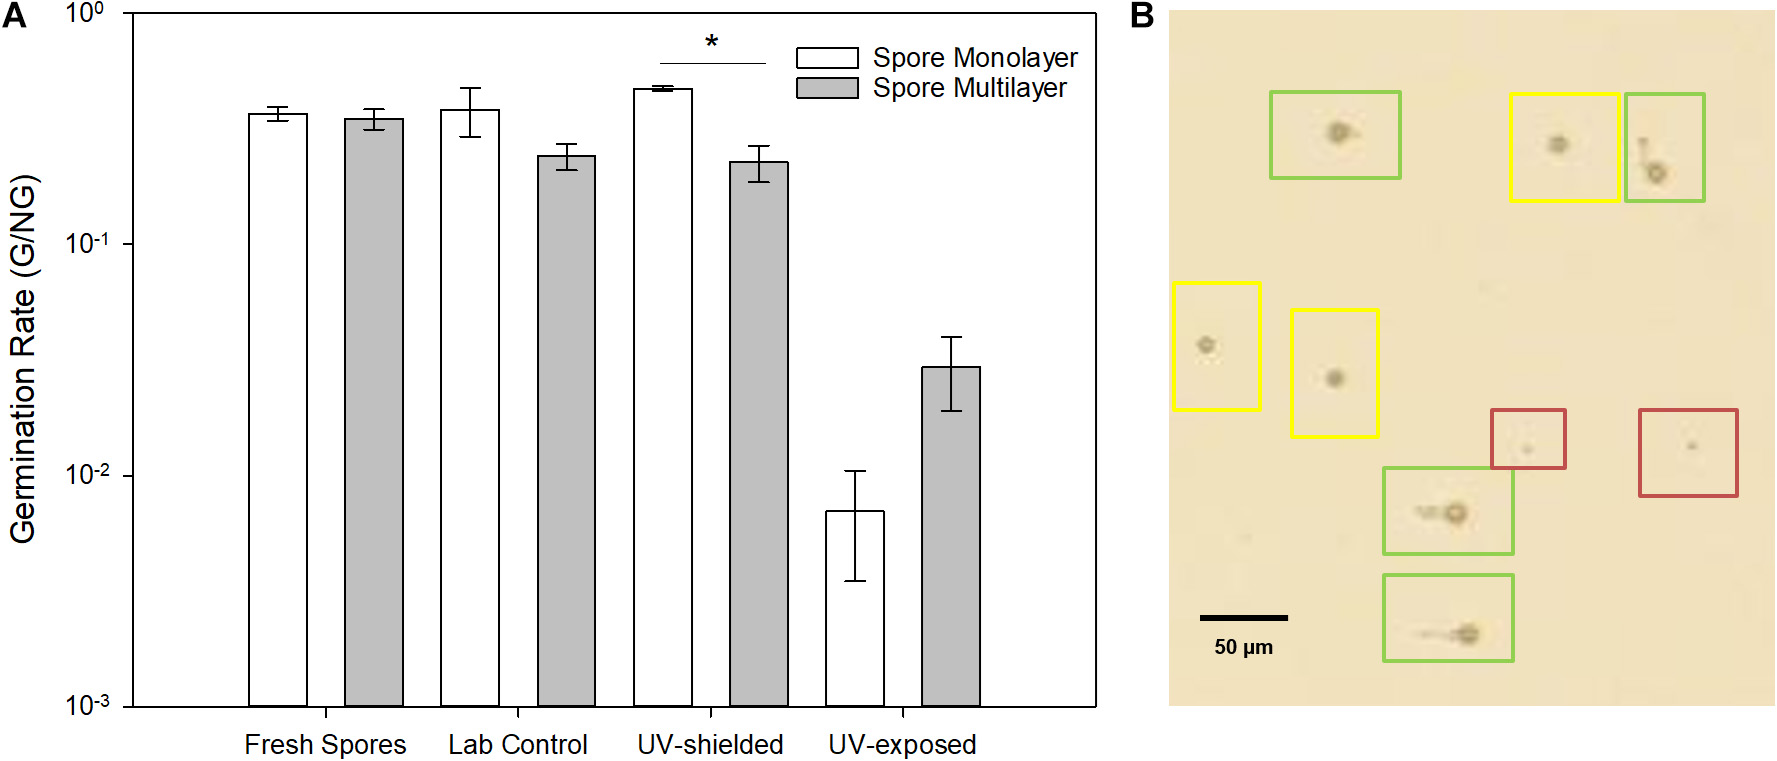 A
B
10⁰
10⁻¹
10⁻²
10⁻³
Germination Rate (G/NG)
*
Spore Monolayer
Spore Multilayer
Fresh Spores
Lab Control
UV-shielded
UV-exposed
50 µm